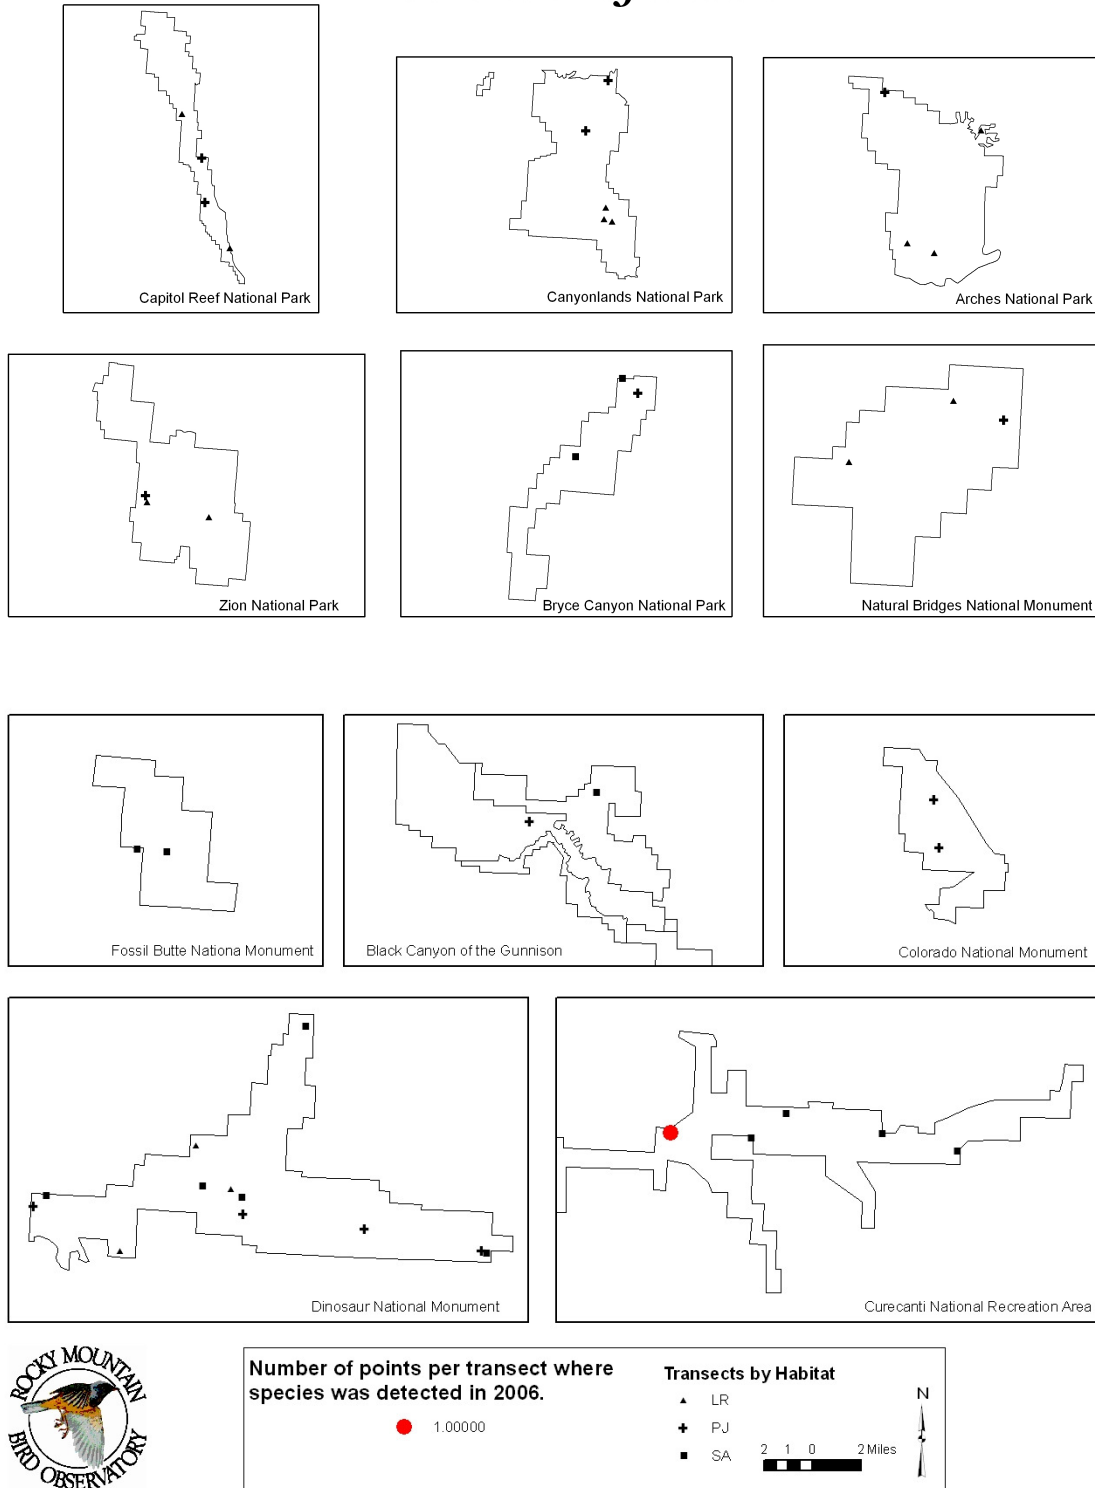 Capitol Reef National Park
Canyonlands National Park
Arches National Park
Zion National Park
Bryce Canyon National Park
Natural Bridges National Monument
Fossil Butte Nationa Monument
Black Canyon of the Gunnison
Colorado National Monument
Dinosaur National Monument
Curecanti National Recreation Area
ROCKY MOUNTAIN
BIRD OBSERVATORY
Number of points per transect where
species was detected in 2006.
1.00000
Transects by Habitat
LR
PJ
SA
2 1 0 2 Miles
N